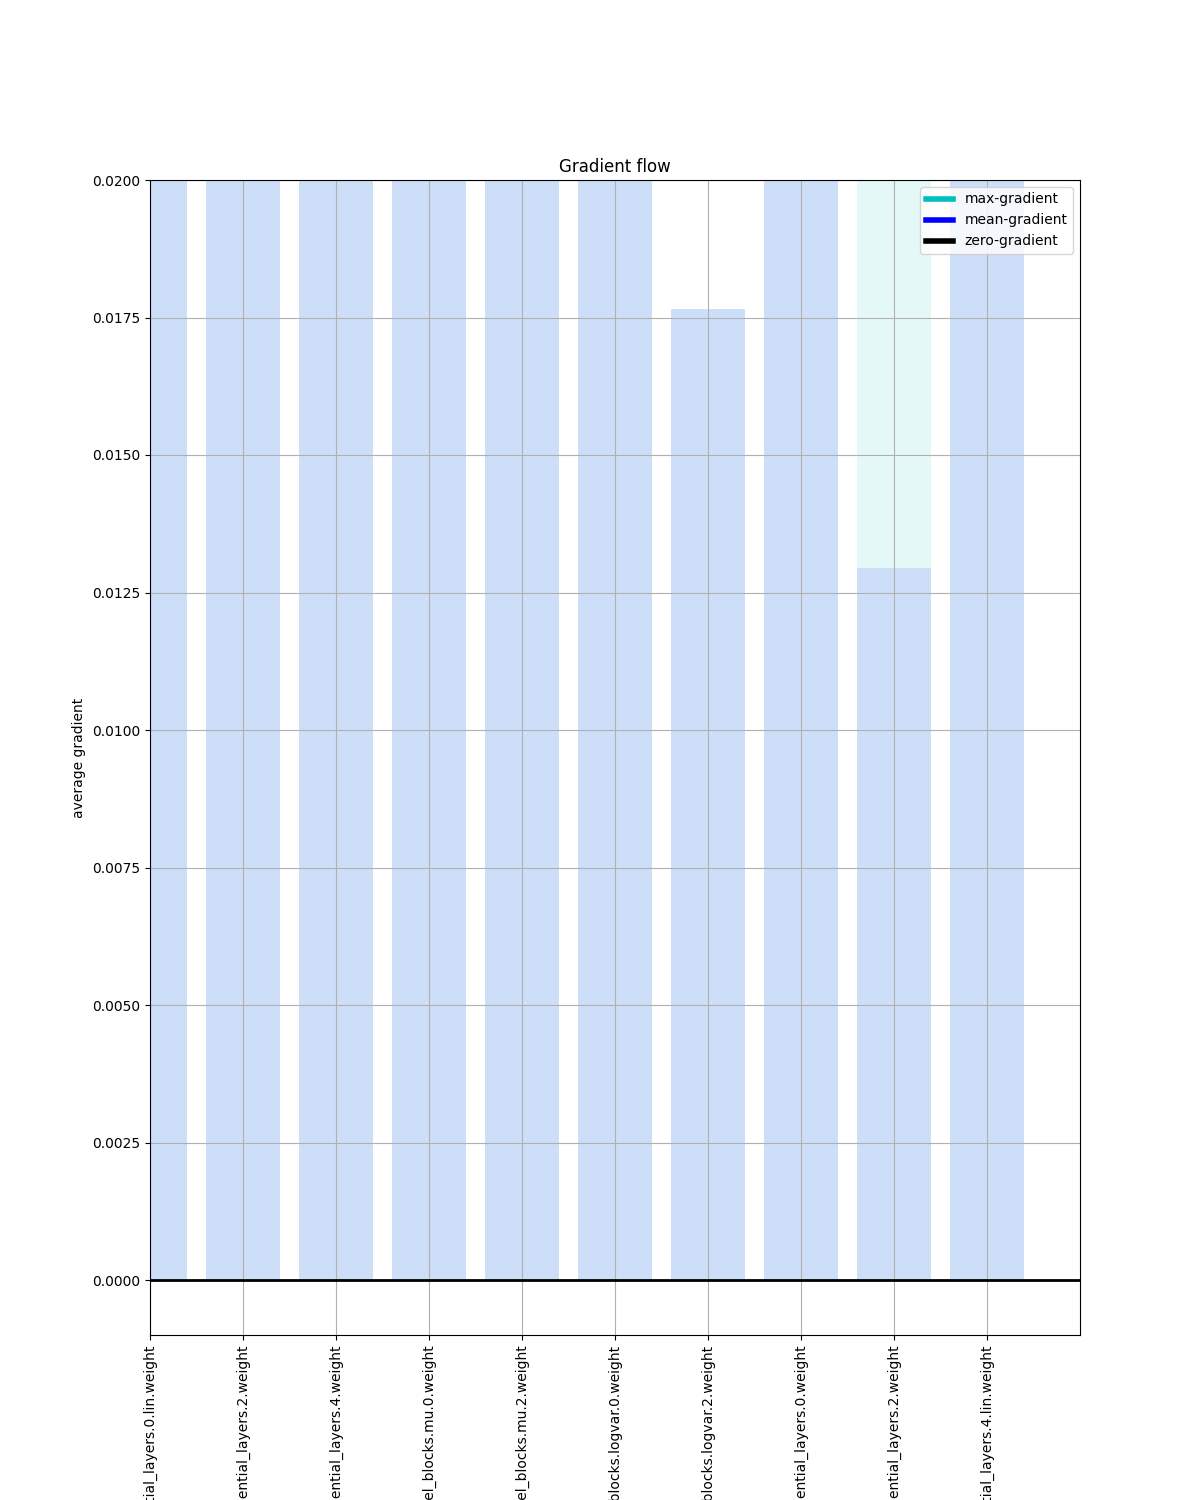 Gradient flow
max-gradient
mean-gradient
zero-gradient
0.0200
0.0175
0.0150
0.0125
0.0100
0.0075
0.0050
0.0025
0.0000
average gradient
tial_layers.0.lin.weight
ential_layers.2.weight
ential_layers.4.weight
el_blocks.mu.0.weight
el_blocks.mu.2.weight
blocks.logvar.0.weight
blocks.logvar.2.weight
ential_layers.0.weight
ential_layers.2.weight
tial_layers.4.lin.weight